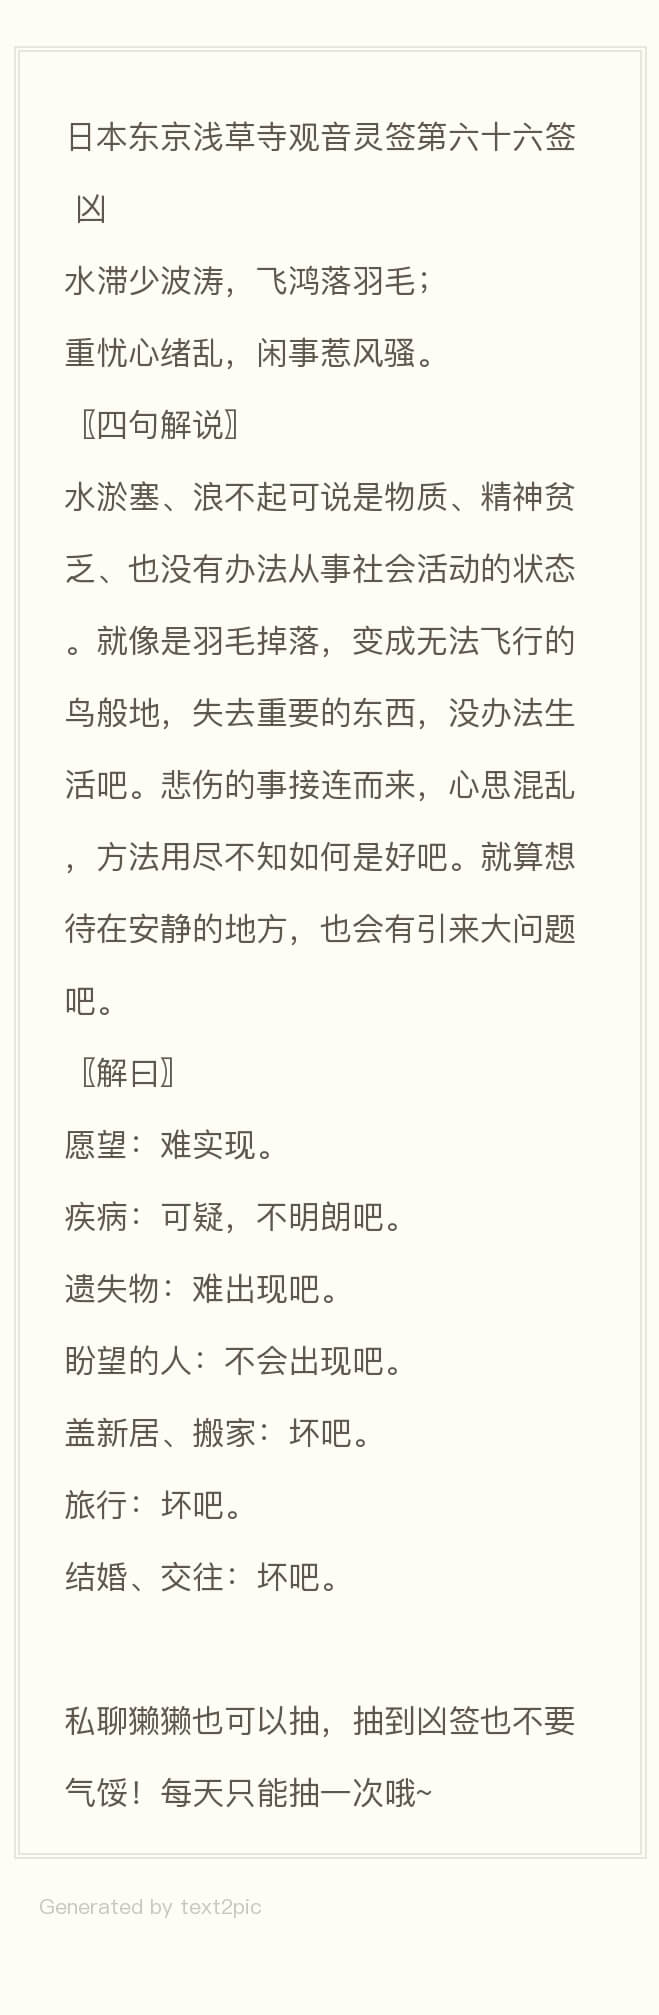 日本东京浅草寺观音灵签第六十六签
凶
水滞少波涛，飞鸿落羽毛；
重忧心绪乱，闲事惹风骚。
〖四句解说〗
水淤塞、浪不起可说是物质、精神贫
乏、也没有办法从事社会活动的状态
。就像是羽毛掉落，变成无法飞行的
鸟般地，失去重要的东西，没办法生
活吧。悲伤的事接连而来，心思混乱
，方法用尽不知如何是好吧。就算想
待在安静的地方，也会有引来大问题
吧。
〖解曰〗
愿望：难实现。
疾病：可疑，不明朗吧。
遗失物：难出现吧。
盼望的人：不会出现吧。
盖新居、搬家：坏吧。
旅行：坏吧。
结婚、交往：坏吧。
私聊獭獭也可以抽，抽到凶签也不要
气馁！每天只能抽一次哦~
Generated by text2pic